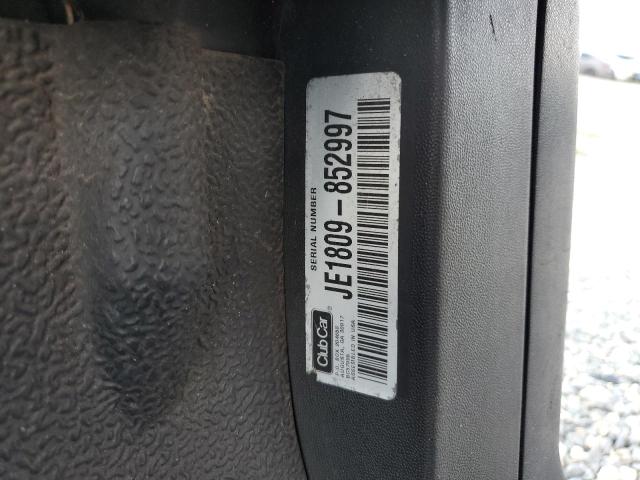 SERIAL NUMBER
JE1809-852997
Club Car
AUGUSTA, GA 30917
ASSEMBLED IN USA